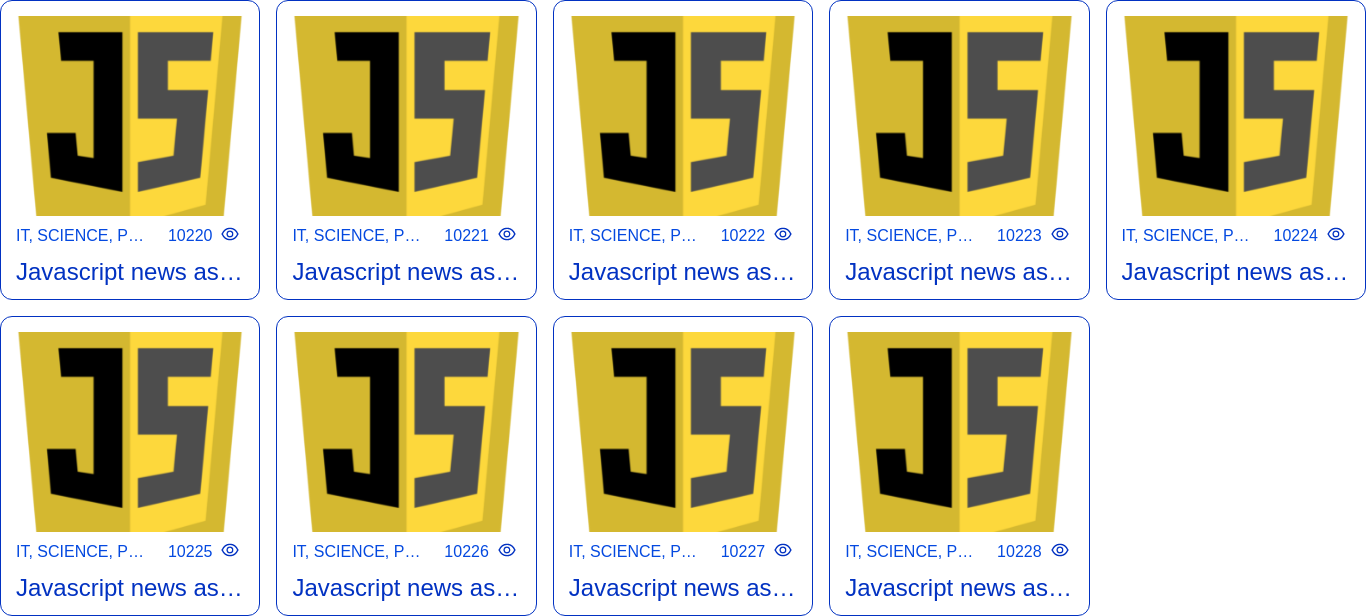 JS JS JS JS JS
IT, SCIENCE, P... 10220 IT, SCIENCE, P... 10221 IT, SCIENCE, P... 10222 IT, SCIENCE, P... 10223 IT, SCIENCE, P... 10224
Javascript news as... Javascript news as... Javascript news as... Javascript news as... Javascript news as...
JS JS JS JS
IT, SCIENCE, P... 10225 IT, SCIENCE, P... 10226 IT, SCIENCE, P... 10227 IT, SCIENCE, P... 10228
Javascript news as... Javascript news as... Javascript news as... Javascript news as...